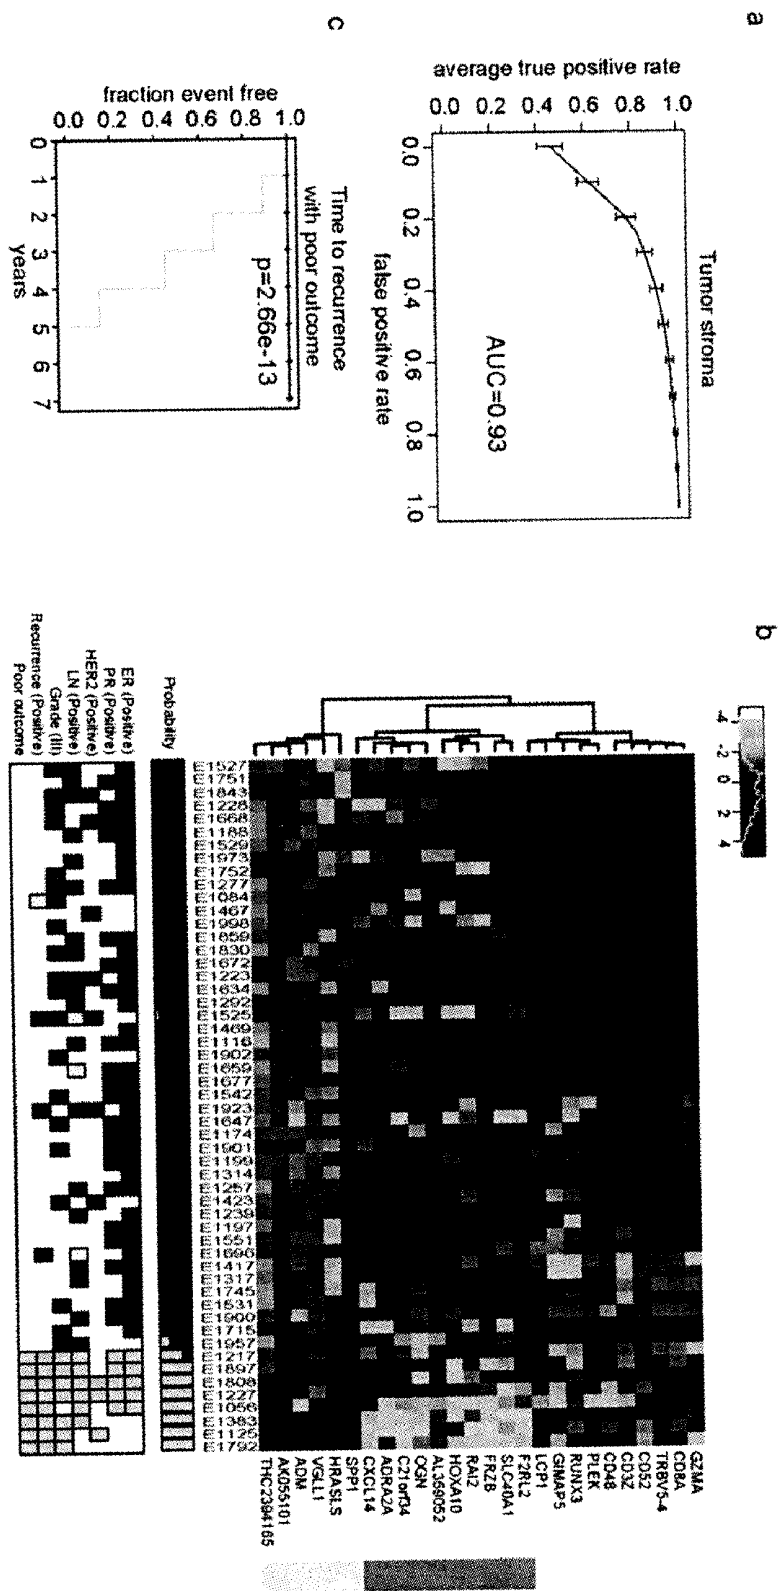 a
Tumor stroma
average true positive rate
0.0 0.2 0.4 0.6 0.8 1.0
AUC=0.93
0.0 0.2 0.4 0.6 0.8 1.0
false positive rate
c
Time to recurrence
with poor outcome
fraction event free
0.0 0.2 0.4 0.6 0.8 1.0
p=2.66e-13
0 1 2 3 4 5 6 7
years
b
-4 -2 0 2 4
GZMA
CD8A
TRBV5-4
CD52
CD3Z
CD48
PLEK
RUNX3
GIMAP5
LCP1
F2RL2
SLC40A1
FRZB
RAI2
HOXA10
AL359052
OGN
C21orf34
ADRA2A
CXCL14
SPP1
HRASLS
VGLL1
ADM
AK055101
THC2394165
E1527
E1751
E1843
E1226
E1668
E1188
E1529
E1973
E1752
E1277
E1084
E1467
E1998
E1859
E1830
E1672
E1223
E1634
E1292
E1525
E1469
E1116
E1902
E1659
E1677
E1542
E1923
E1647
E1174
E1901
E1199
E1314
E1257
E1423
E1239
E1197
E1551
E1696
E1417
E1317
E1745
E1531
E1900
E1715
E1957
E1217
E1897
E1808
E1227
E1056
E1383
E1125
E1792
Probability
ER (Positive)
PR (Positive)
HER2 (Positive)
LN (Positive)
Grade (III)
Recurrence (Positive)
Poor outcome